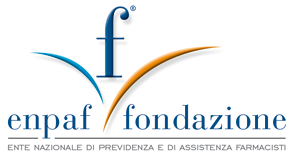 f®
enpaf fondazione
ENTE NAZIONALE DI PREVIDENZA E DI ASSISTENZA FARMACISTI